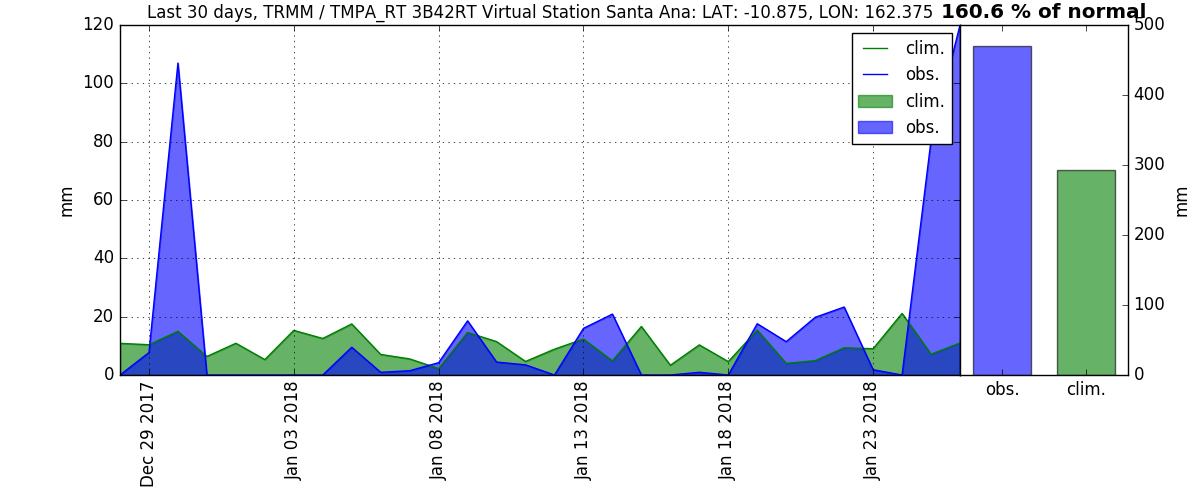 Last 30 days, TRMM / TMPA_RT 3B42RT Virtual Station Santa Ana: LAT: -10.875, LON: 162.375 160.6 % of normal
120
100
80
60
40
20
0
mm
clim.
obs.
clim.
obs.
500
400
300
200
100
0
mm
obs. clim.
Dec 29 2017
Jan 03 2018
Jan 08 2018
Jan 13 2018
Jan 18 2018
Jan 23 2018